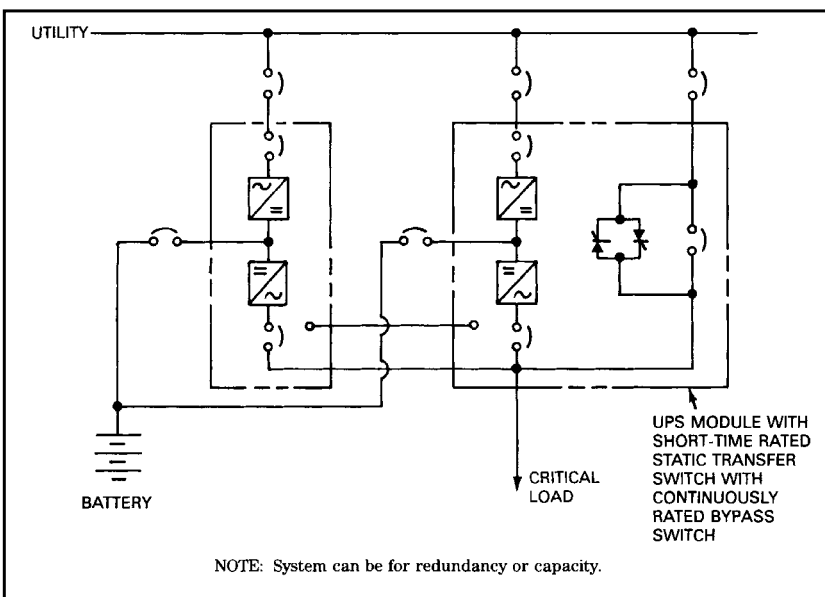 UTILITY
BATTERY
CRITICAL
LOAD
UPS MODULE WITH
SHORT-TIME RATED
STATIC TRANSFER
SWITCH WITH
CONTINUOUSLY
RATED BYPASS
SWITCH
NOTE: System can be for redundancy or capacity.